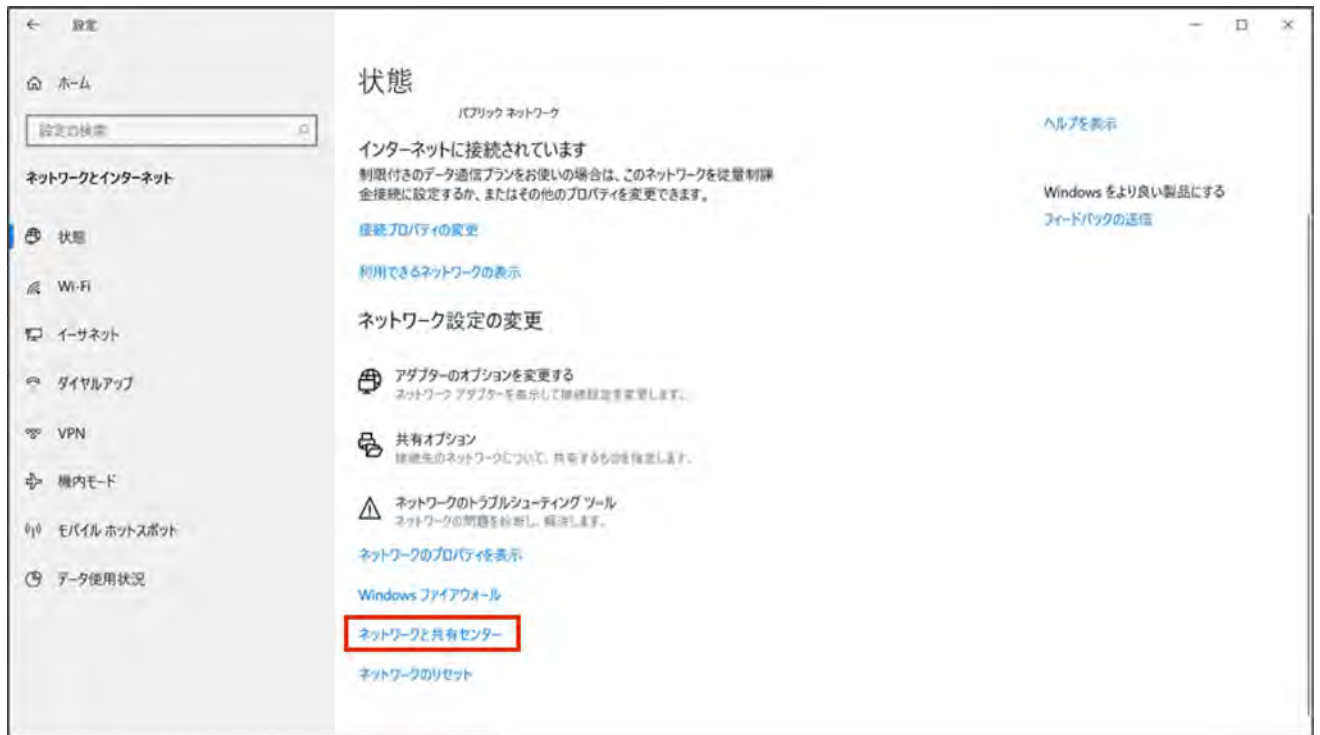 設定
ホーム
設定の検索
ネットワークとインターネット
状態
Wi-Fi
イーサネット
ダイヤルアップ
VPN
機内モード
モバイル ホットスポット
データ使用状況
状態
パブリック ネットワーク
インターネットに接続されています
制限付きのデータ通信プランをお使いの場合は、このネットワークを従量制課
金接続に設定するか、またはその他のプロパティを変更できます。
接続プロパティの変更
利用できるネットワークの表示
ネットワーク設定の変更
アダプターのオプションを変更する
ネットワーク アダプターを表示して接続設定を変更します。
共有オプション
接続先のネットワークについて、共有するものを指定します。
ネットワークのトラブルシューティング ツール
ネットワークの問題を診断し、解決します。
ネットワークのプロパティを表示
Windows ファイアウォール
ネットワークと共有センター
ネットワークのリセット
ヘルプを表示
Windows をより良い製品にする
フィードバックの送信